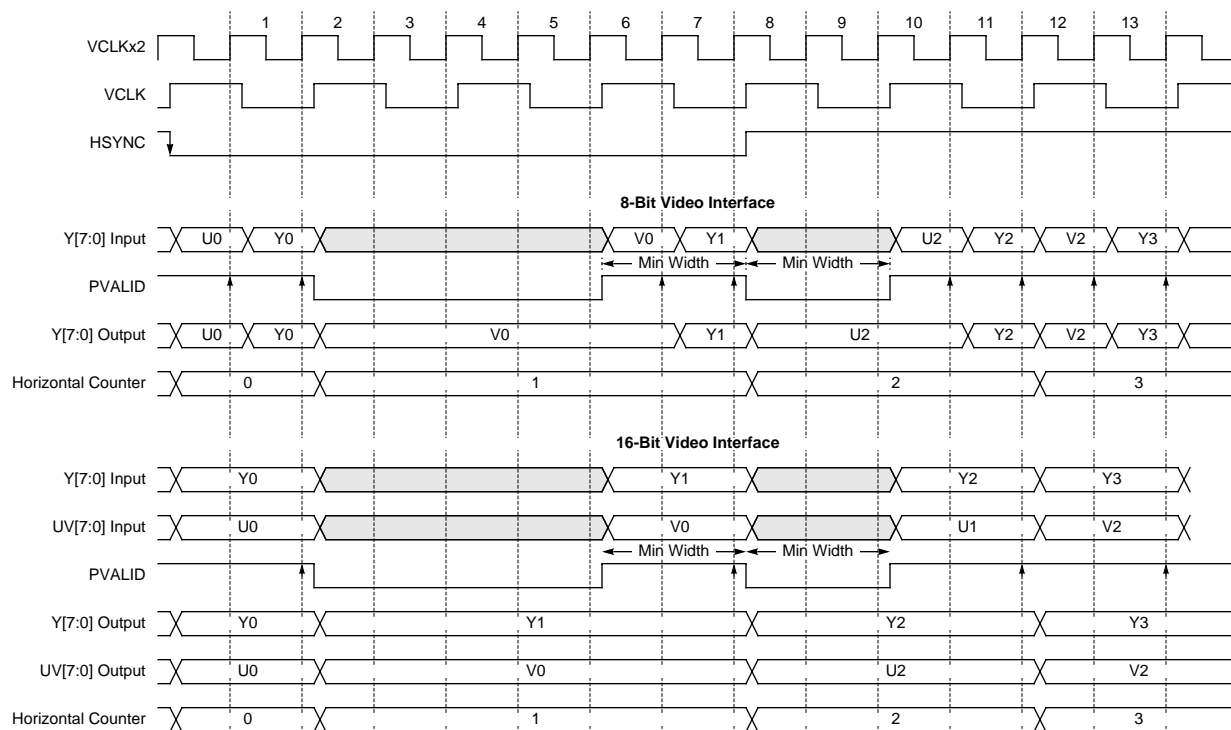 1 2 3 4 5 6 7 8 9 10 11 12 13
VCLKx2
VCLK
HSYNC
8-Bit Video Interface
Y[7:0] Input U0 Y0 V0 Y1 U2 Y2 V2 Y3
Min Width Min Width
PVALID
Y[7:0] Output U0 Y0 V0 Y1 U2 Y2 V2 Y3
Horizontal Counter 0 1 2 3
16-Bit Video Interface
Y[7:0] Input Y0 Y1 Y2 Y3
UV[7:0] Input U0 V0 U1 V2
Min Width Min Width
PVALID
Y[7:0] Output Y0 Y1 Y2 Y3
UV[7:0] Output U0 V0 U2 V2
Horizontal Counter 0 1 2 3